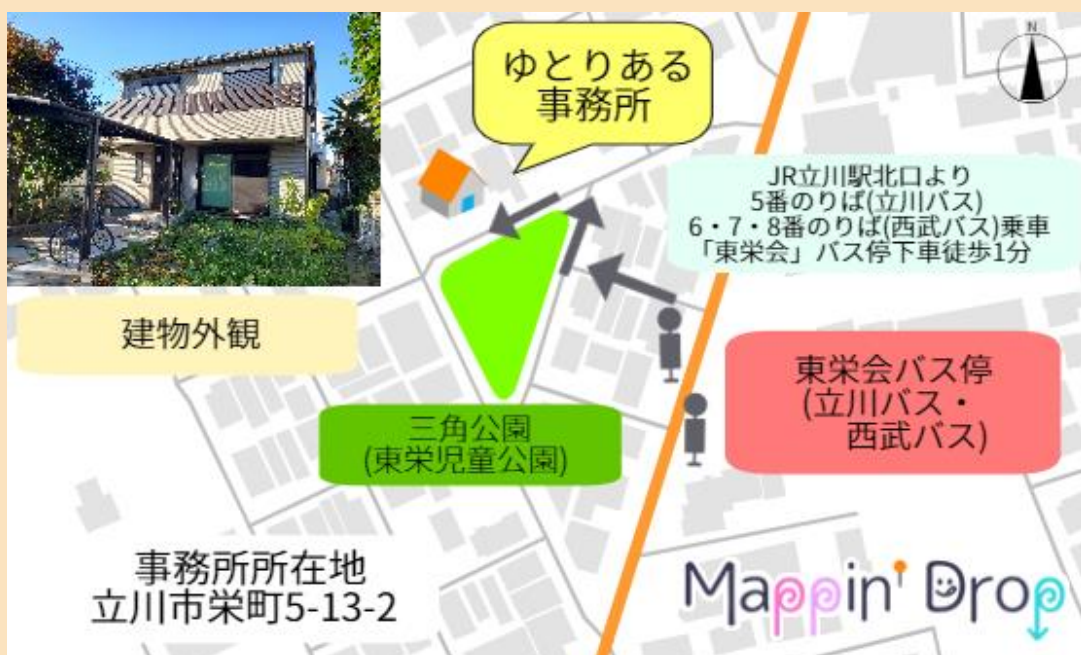 ゆとりある
事務所
N
JR立川駅北口より
5番のりば(立川バス)
6・7・8番のりば(西武バス)乗車
「東栄会」バス停下車徒歩1分
建物外観
東栄会バス停
(立川バス・
西武バス)
三角公園
(東栄児童公園)
事務所所在地
立川市栄町5-13-2
Mappin' Drop